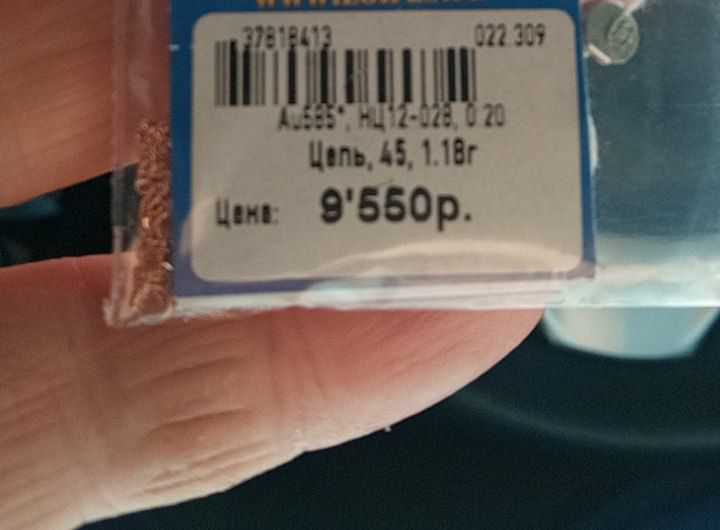 37818413 022 309
Au585*, НЦ12-028, 0.20
Цепь, 45, 1.18г
Цена: 9'550р.